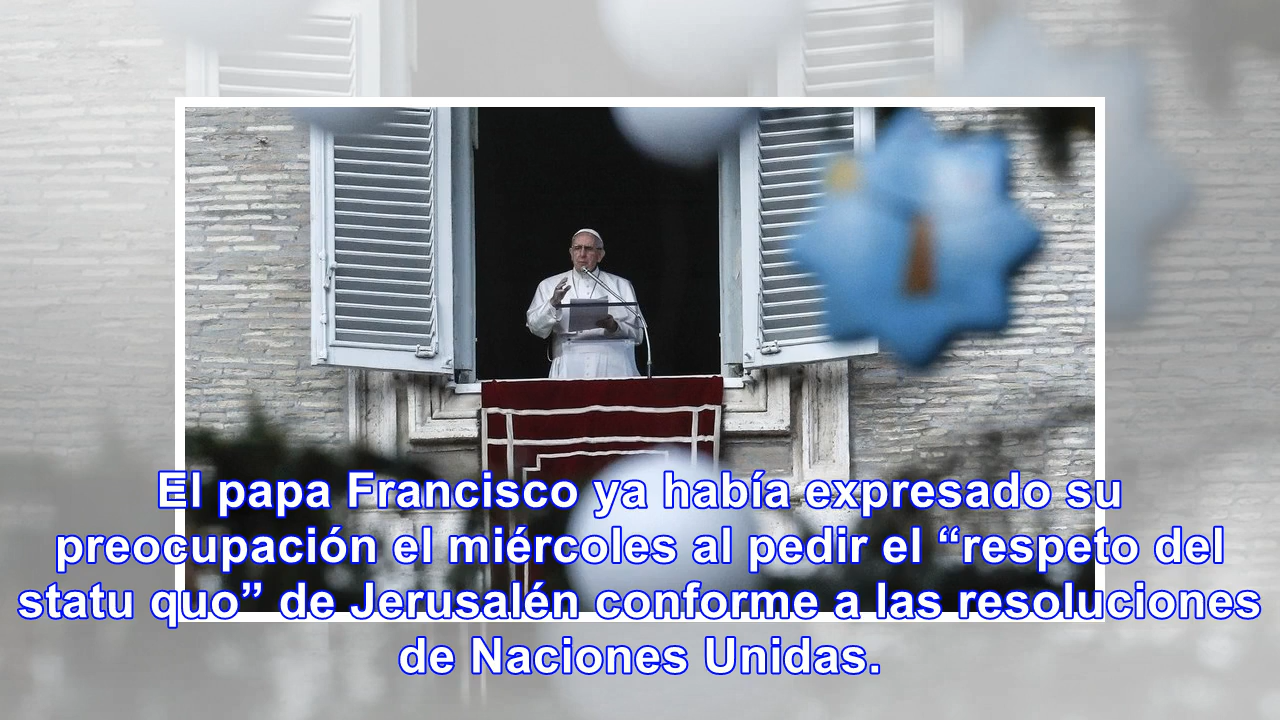 El papa Francisco ya había expresado su
preocupación el miércoles al pedir el “respeto del
statu quo” de Jerusalén conforme a las resoluciones
de Naciones Unidas.